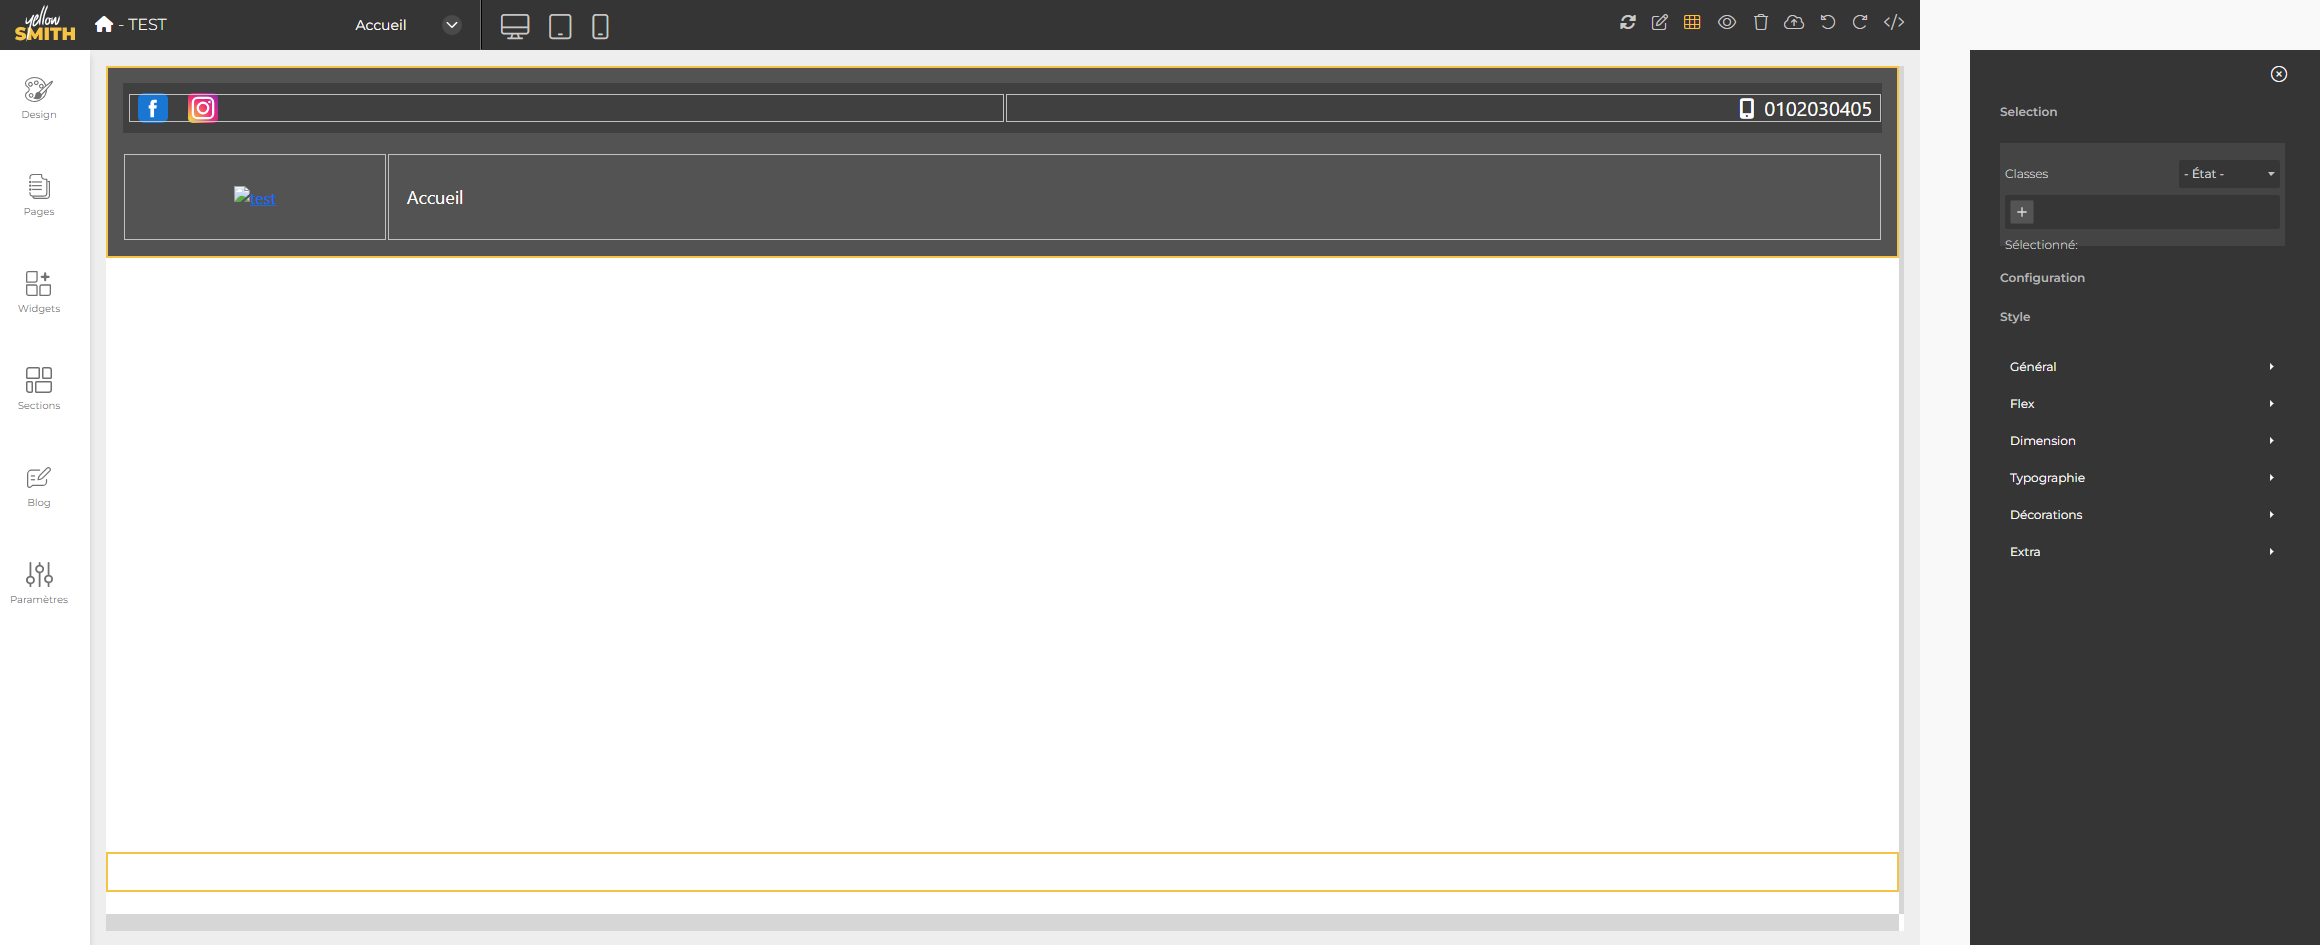 yellow
SMITH
- TEST
Accueil
Design
Pages
Widgets
Sections
Blog
Paramètres
0102030405
test
Accueil
Selection
Classes
- État -
Sélectionné:
Configuration
Style
Général
Flex
Dimension
Typographie
Décorations
Extra